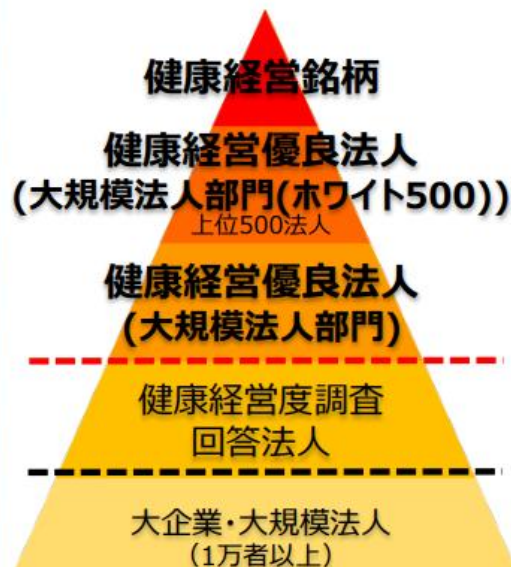 健康経営銘柄
健康経営優良法人
(大規模法人部門(ホワイト500))
上位500法人
健康経営優良法人
(大規模法人部門)
健康経営度調査
回答法人
大企業・大規模法人
（1万者以上）